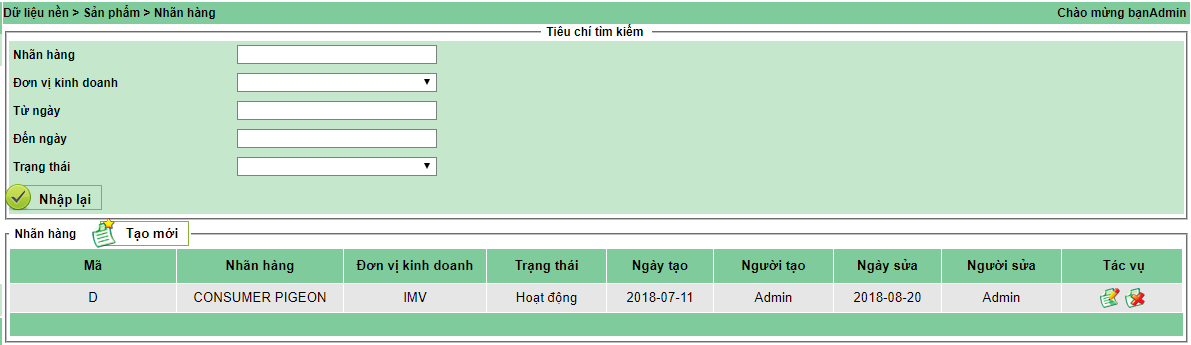 Dữ liệu nền > Sản phẩm > Nhãn hàng Chào mừng bạnAdmin
Tiêu chí tìm kiếm
Nhãn hàng
Đơn vị kinh doanh
Từ ngày
Đến ngày
Trạng thái
Nhập lại
Nhãn hàng Tạo mới
Mã Nhãn hàng Đơn vị kinh doanh Trạng thái Ngày tạo Người tạo Ngày sửa Người sửa Tác vụ
D CONSUMER PIGEON IMV Hoạt động 2018-07-11 Admin 2018-08-20 Admin